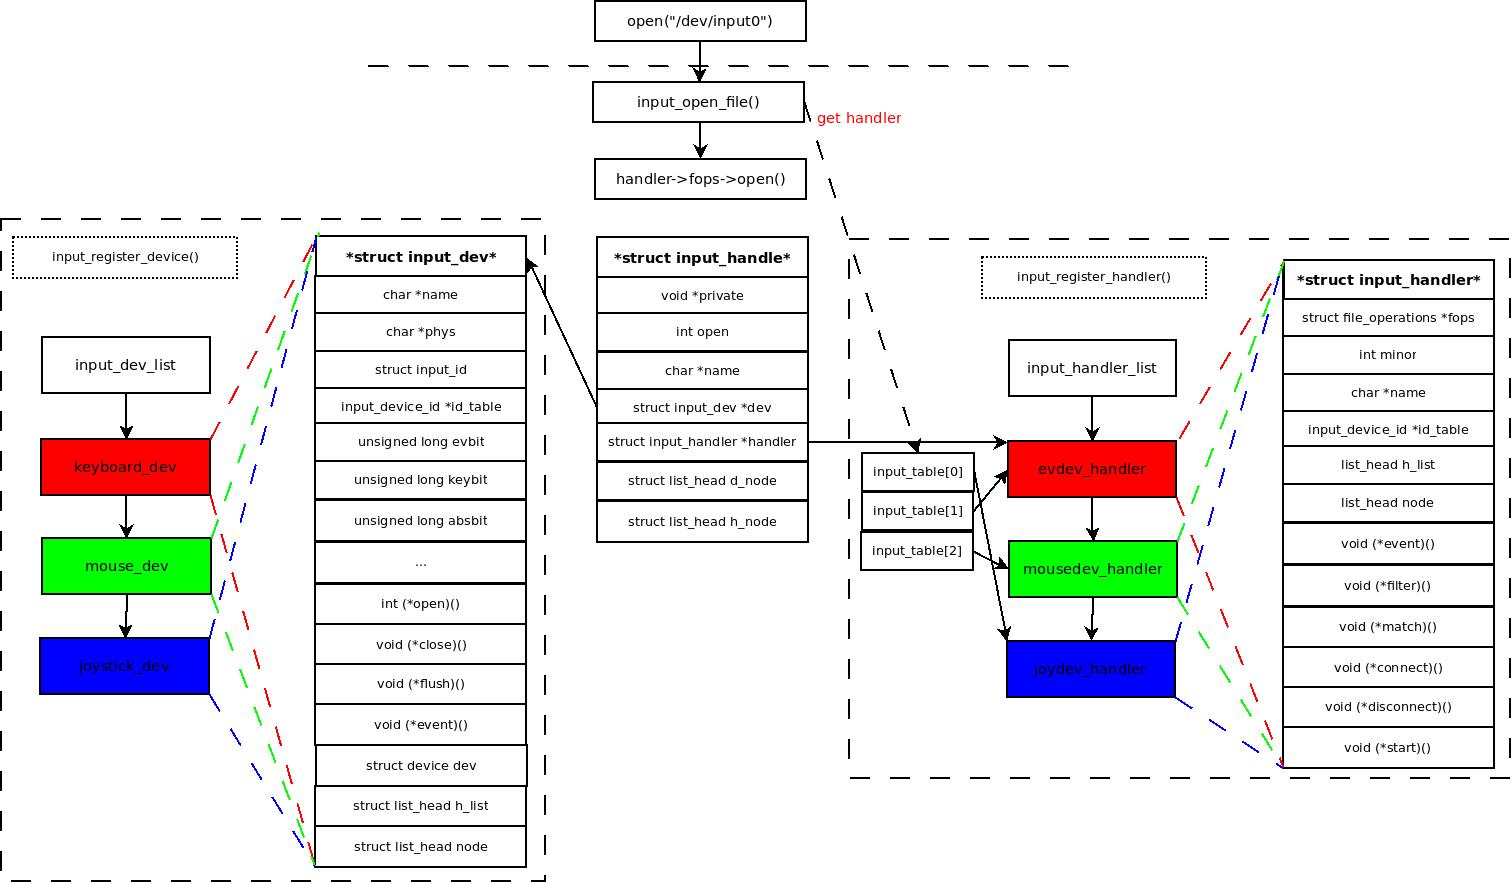 open("/dev/input0")
input_open_file()
get handler
handler->fops->open()
input_register_device()
input_dev_list
keyboard_dev
mouse_dev
joystick_dev
*struct input_dev*
char *name
char *phys
struct input_id
input_device_id *id_table
unsigned long evbit
unsigned long keybit
unsigned long absbit
...
int (*open)()
void (*close)()
void (*flush)()
void (*event)()
struct device dev
struct list_head h_list
struct list_head node
*struct input_handle*
void *private
int open
char *name
struct input_dev *dev
struct input_handler *handler
struct list_head d_node
struct list_head h_node
input_register_handler()
input_handler_list
input_table[0]
input_table[1]
input_table[2]
evdev_handler
mousedev_handler
joydev_handler
*struct input_handler*
struct file_operations *fops
int minor
char *name
input_device_id *id_table
list_head h_list
list_head node
void (*event)()
void (*filter)()
void (*match)()
void (*connect)()
void (*disconnect)()
void (*start)()